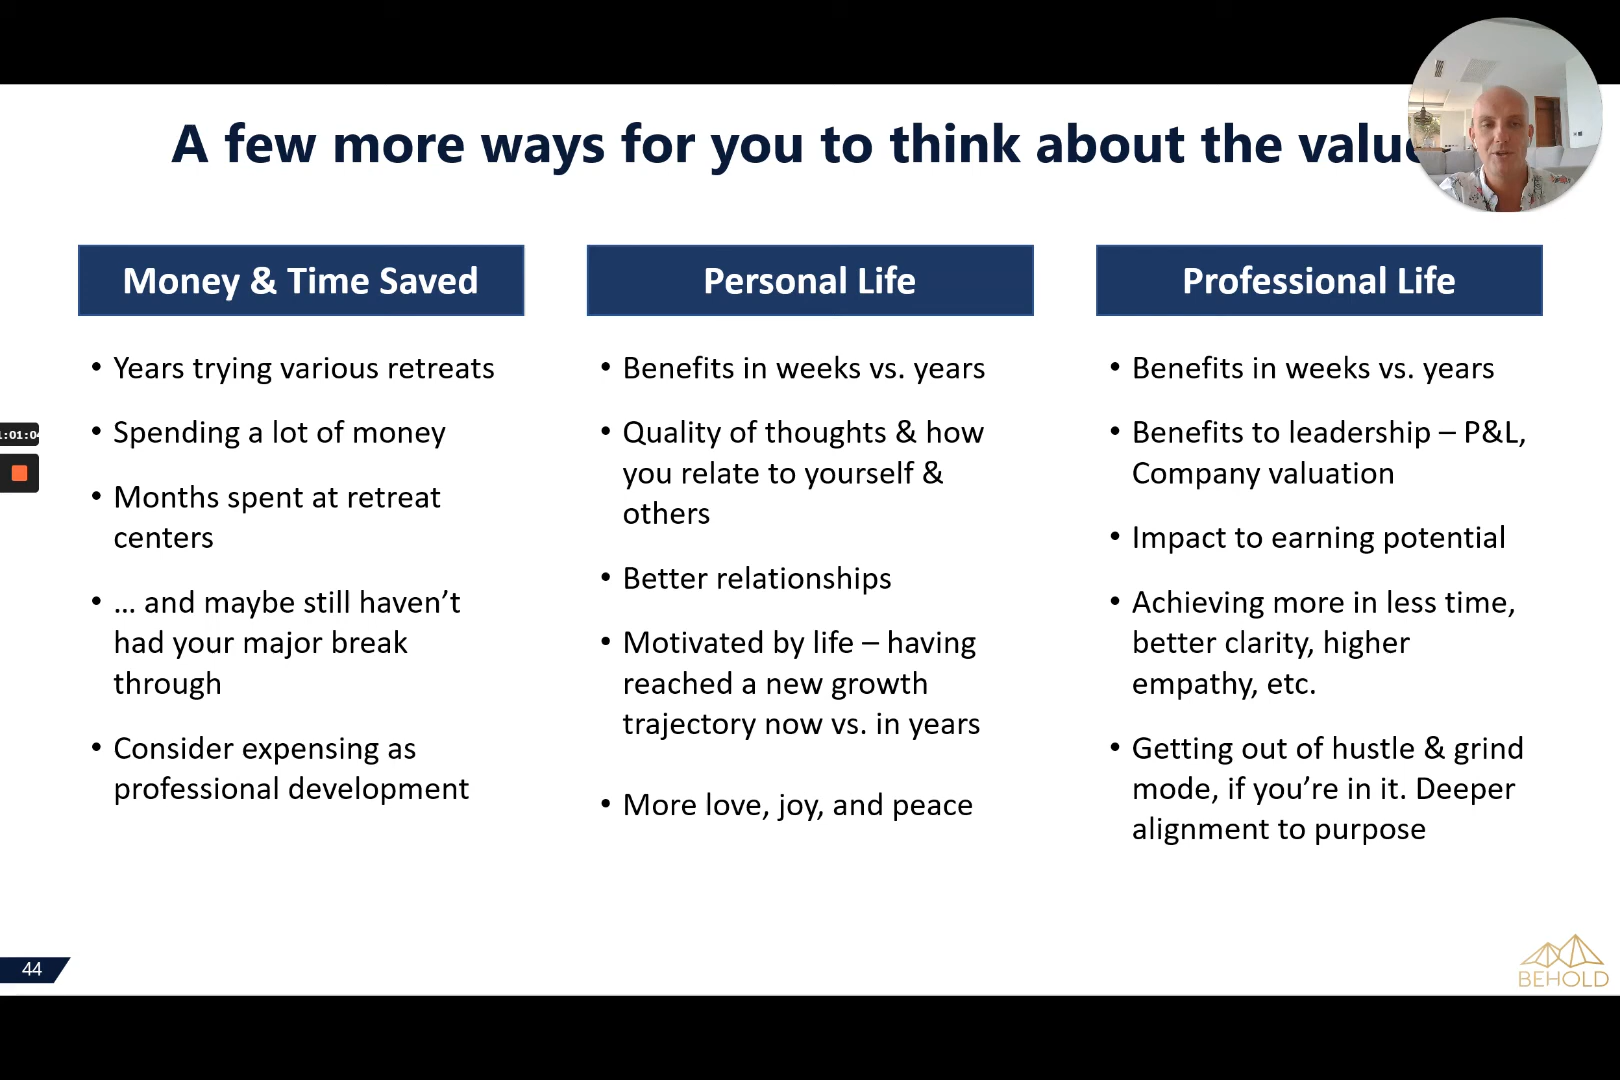 A few more ways for you to think about the value
Money & Time Saved
• Years trying various retreats
• Spending a lot of money
• Months spent at retreat
centers
• … and maybe still haven’t
had your major break
through
• Consider expensing as
professional development
Personal Life
• Benefits in weeks vs. years
• Quality of thoughts & how
you relate to yourself &
others
• Better relationships
• Motivated by life – having
reached a new growth
trajectory now vs. in years
• More love, joy, and peace
Professional Life
• Benefits in weeks vs. years
• Benefits to leadership – P&L,
Company valuation
• Impact to earning potential
• Achieving more in less time,
better clarity, higher
empathy, etc.
• Getting out of hustle & grind
mode, if you’re in it. Deeper
alignment to purpose
:01:04
44
BEHOLD